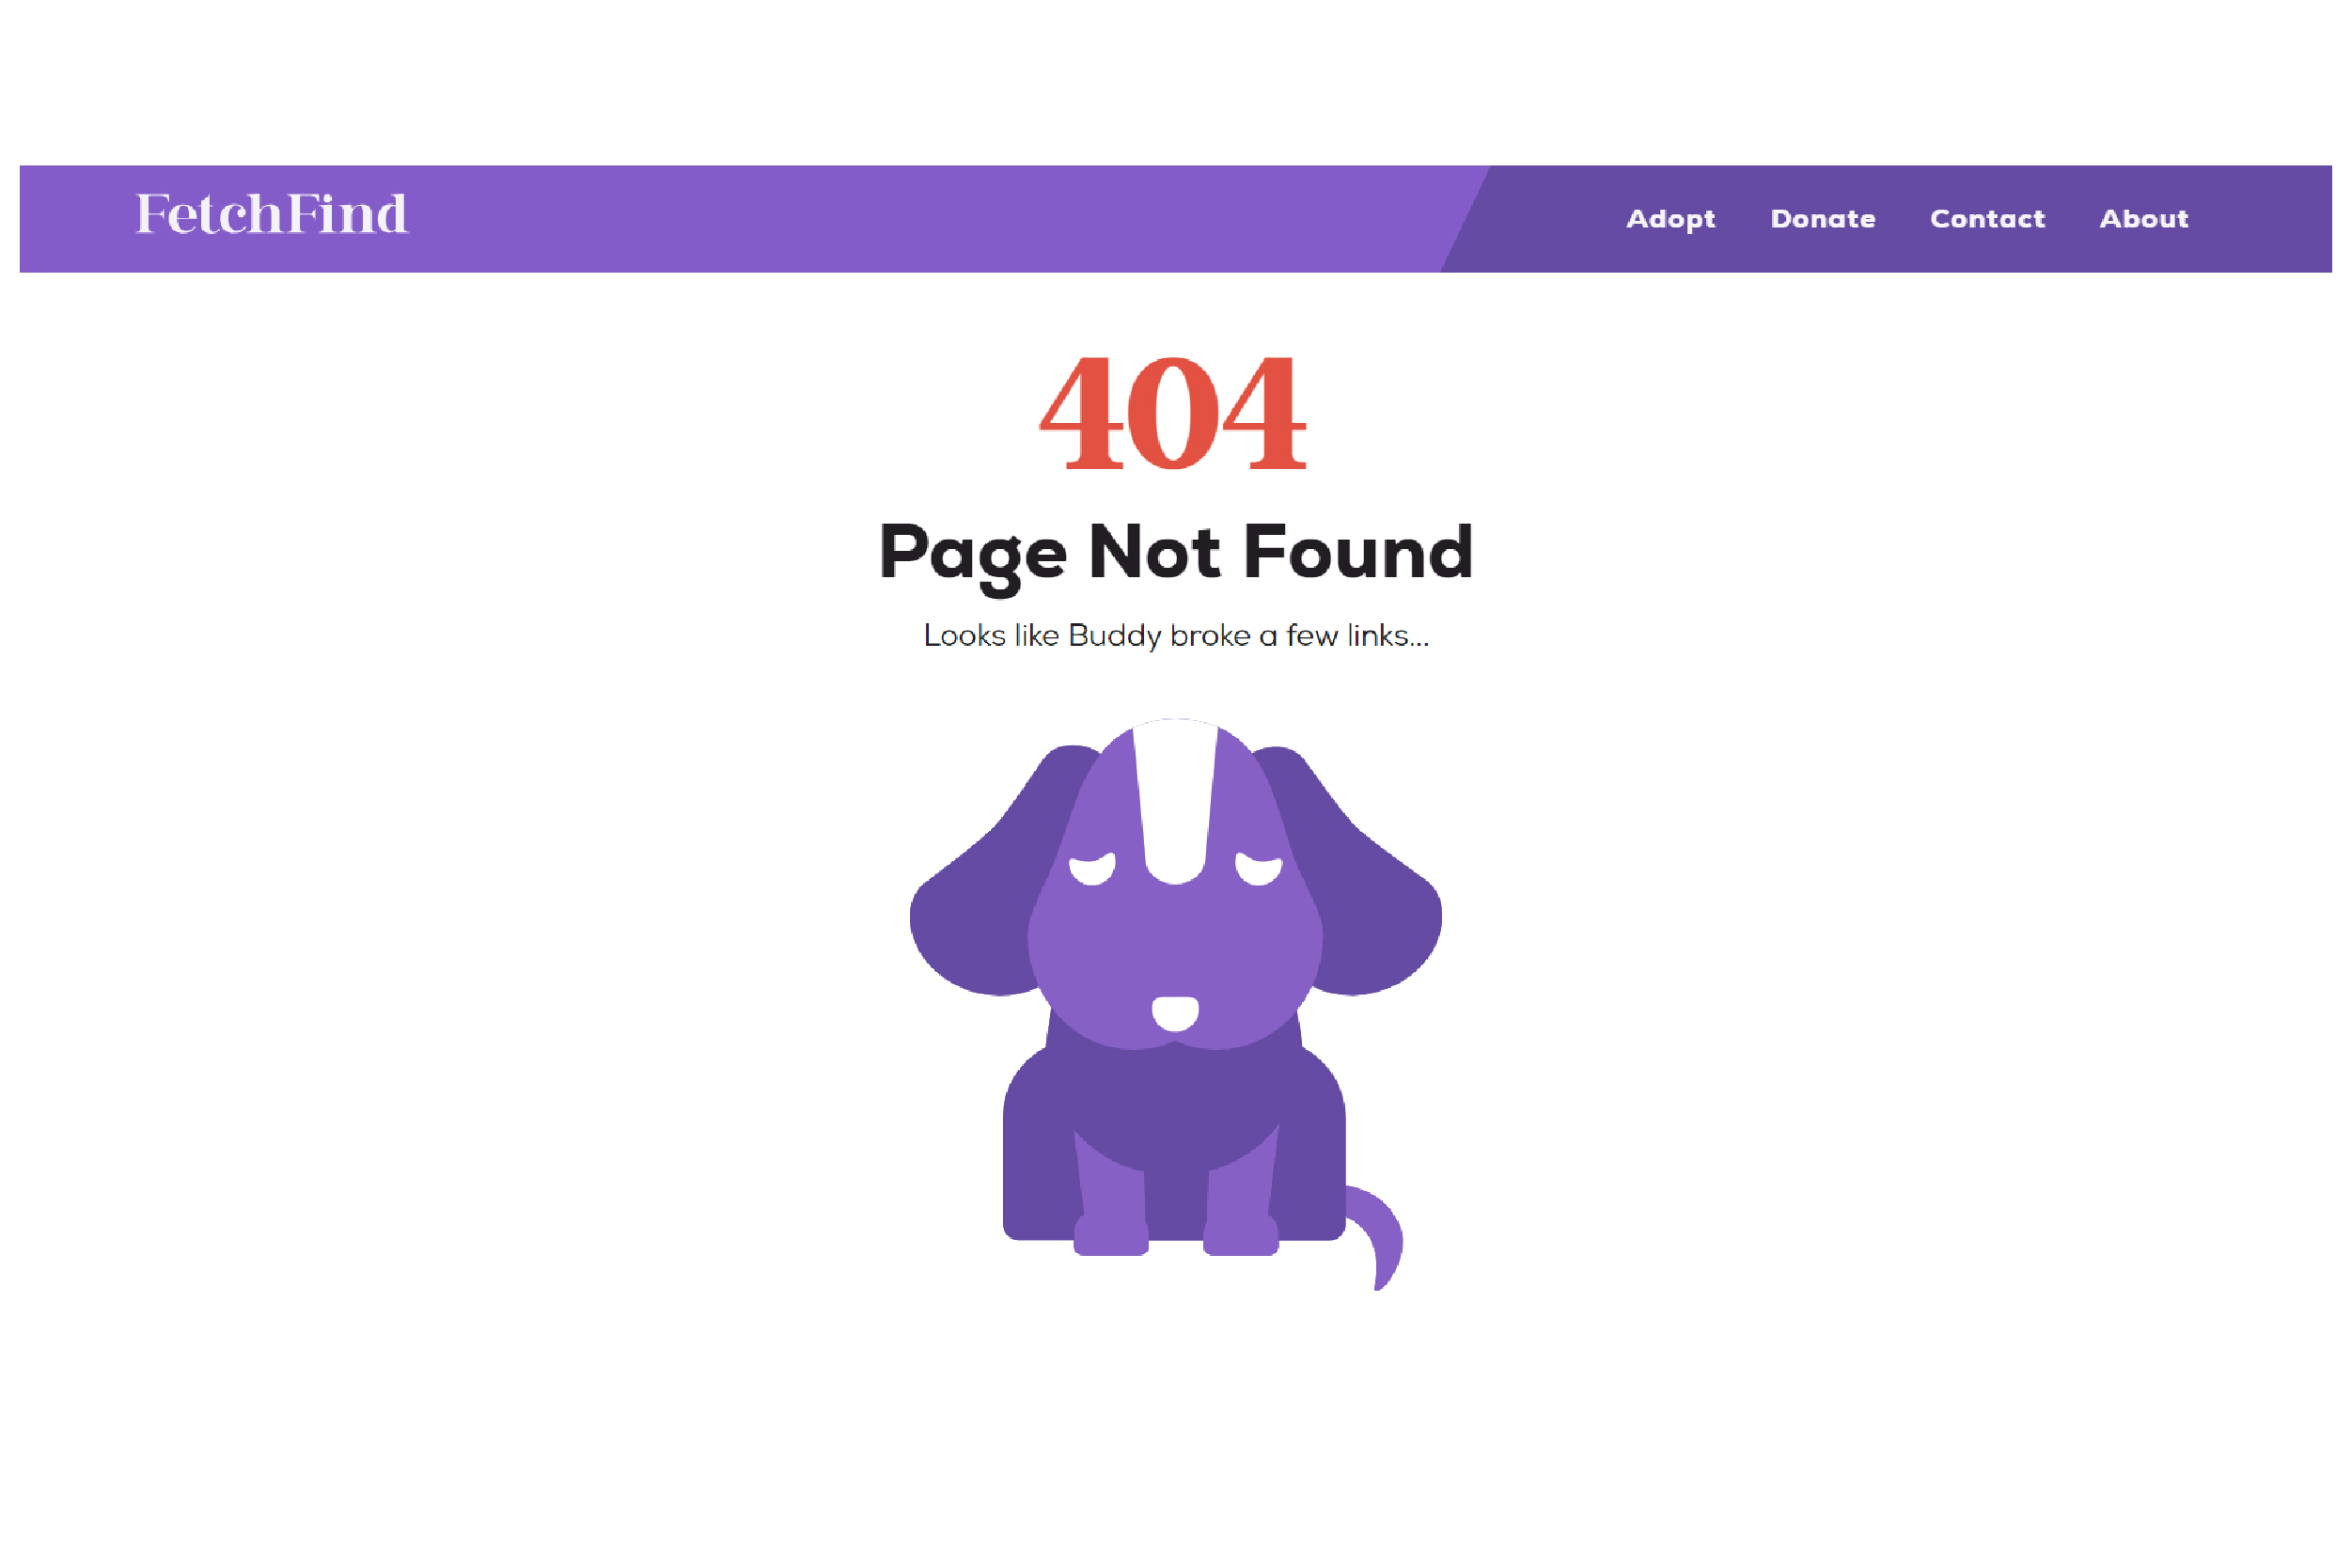 FetchFind
Adopt Donate Contact About
404
Page Not Found
Looks like Buddy broke a few links...